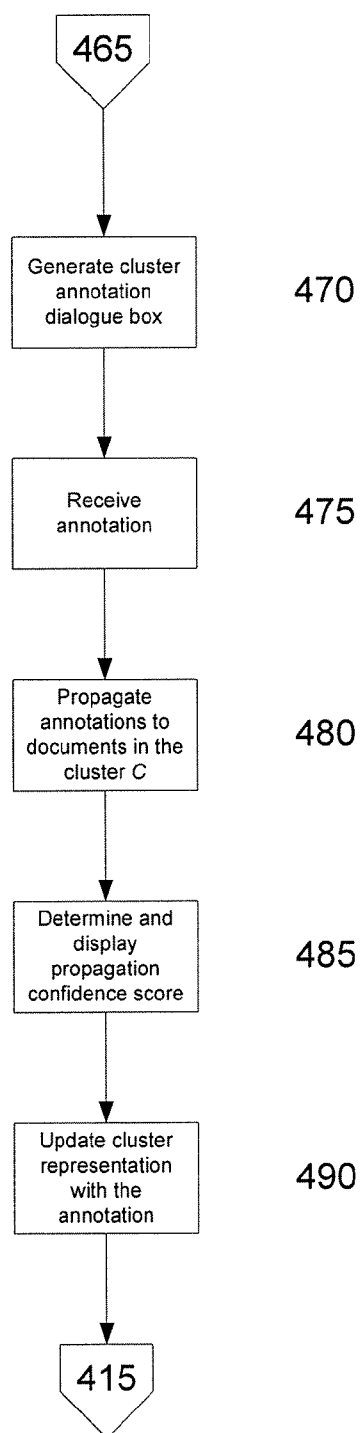 465
Generate cluster
annotation
dialogue box
470
Receive
annotation
475
Propagate
annotations to
documents in the
cluster C
480
Determine and
display
propagation
confidence score
485
Update cluster
representation
with the
annotation
490
415